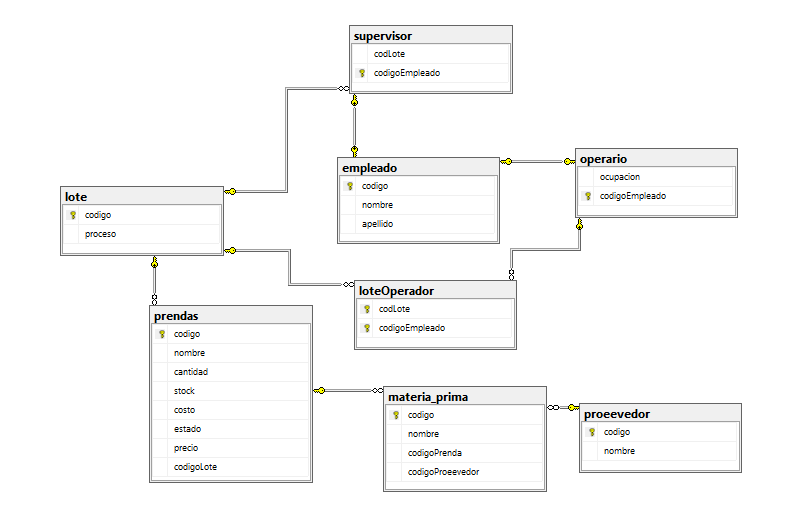 supervisor
codLote
codigoEmpleado
empleado
codigo
nombre
apellido
operario
ocupacion
codigoEmpleado
lote
codigo
proceso
loteOperador
codLote
codigoEmpleado
prendas
codigo
nombre
cantidad
stock
costo
estado
precio
codigoLote
materia_prima
codigo
nombre
codigoPrenda
codigoProeevedor
proeevedor
codigo
nombre